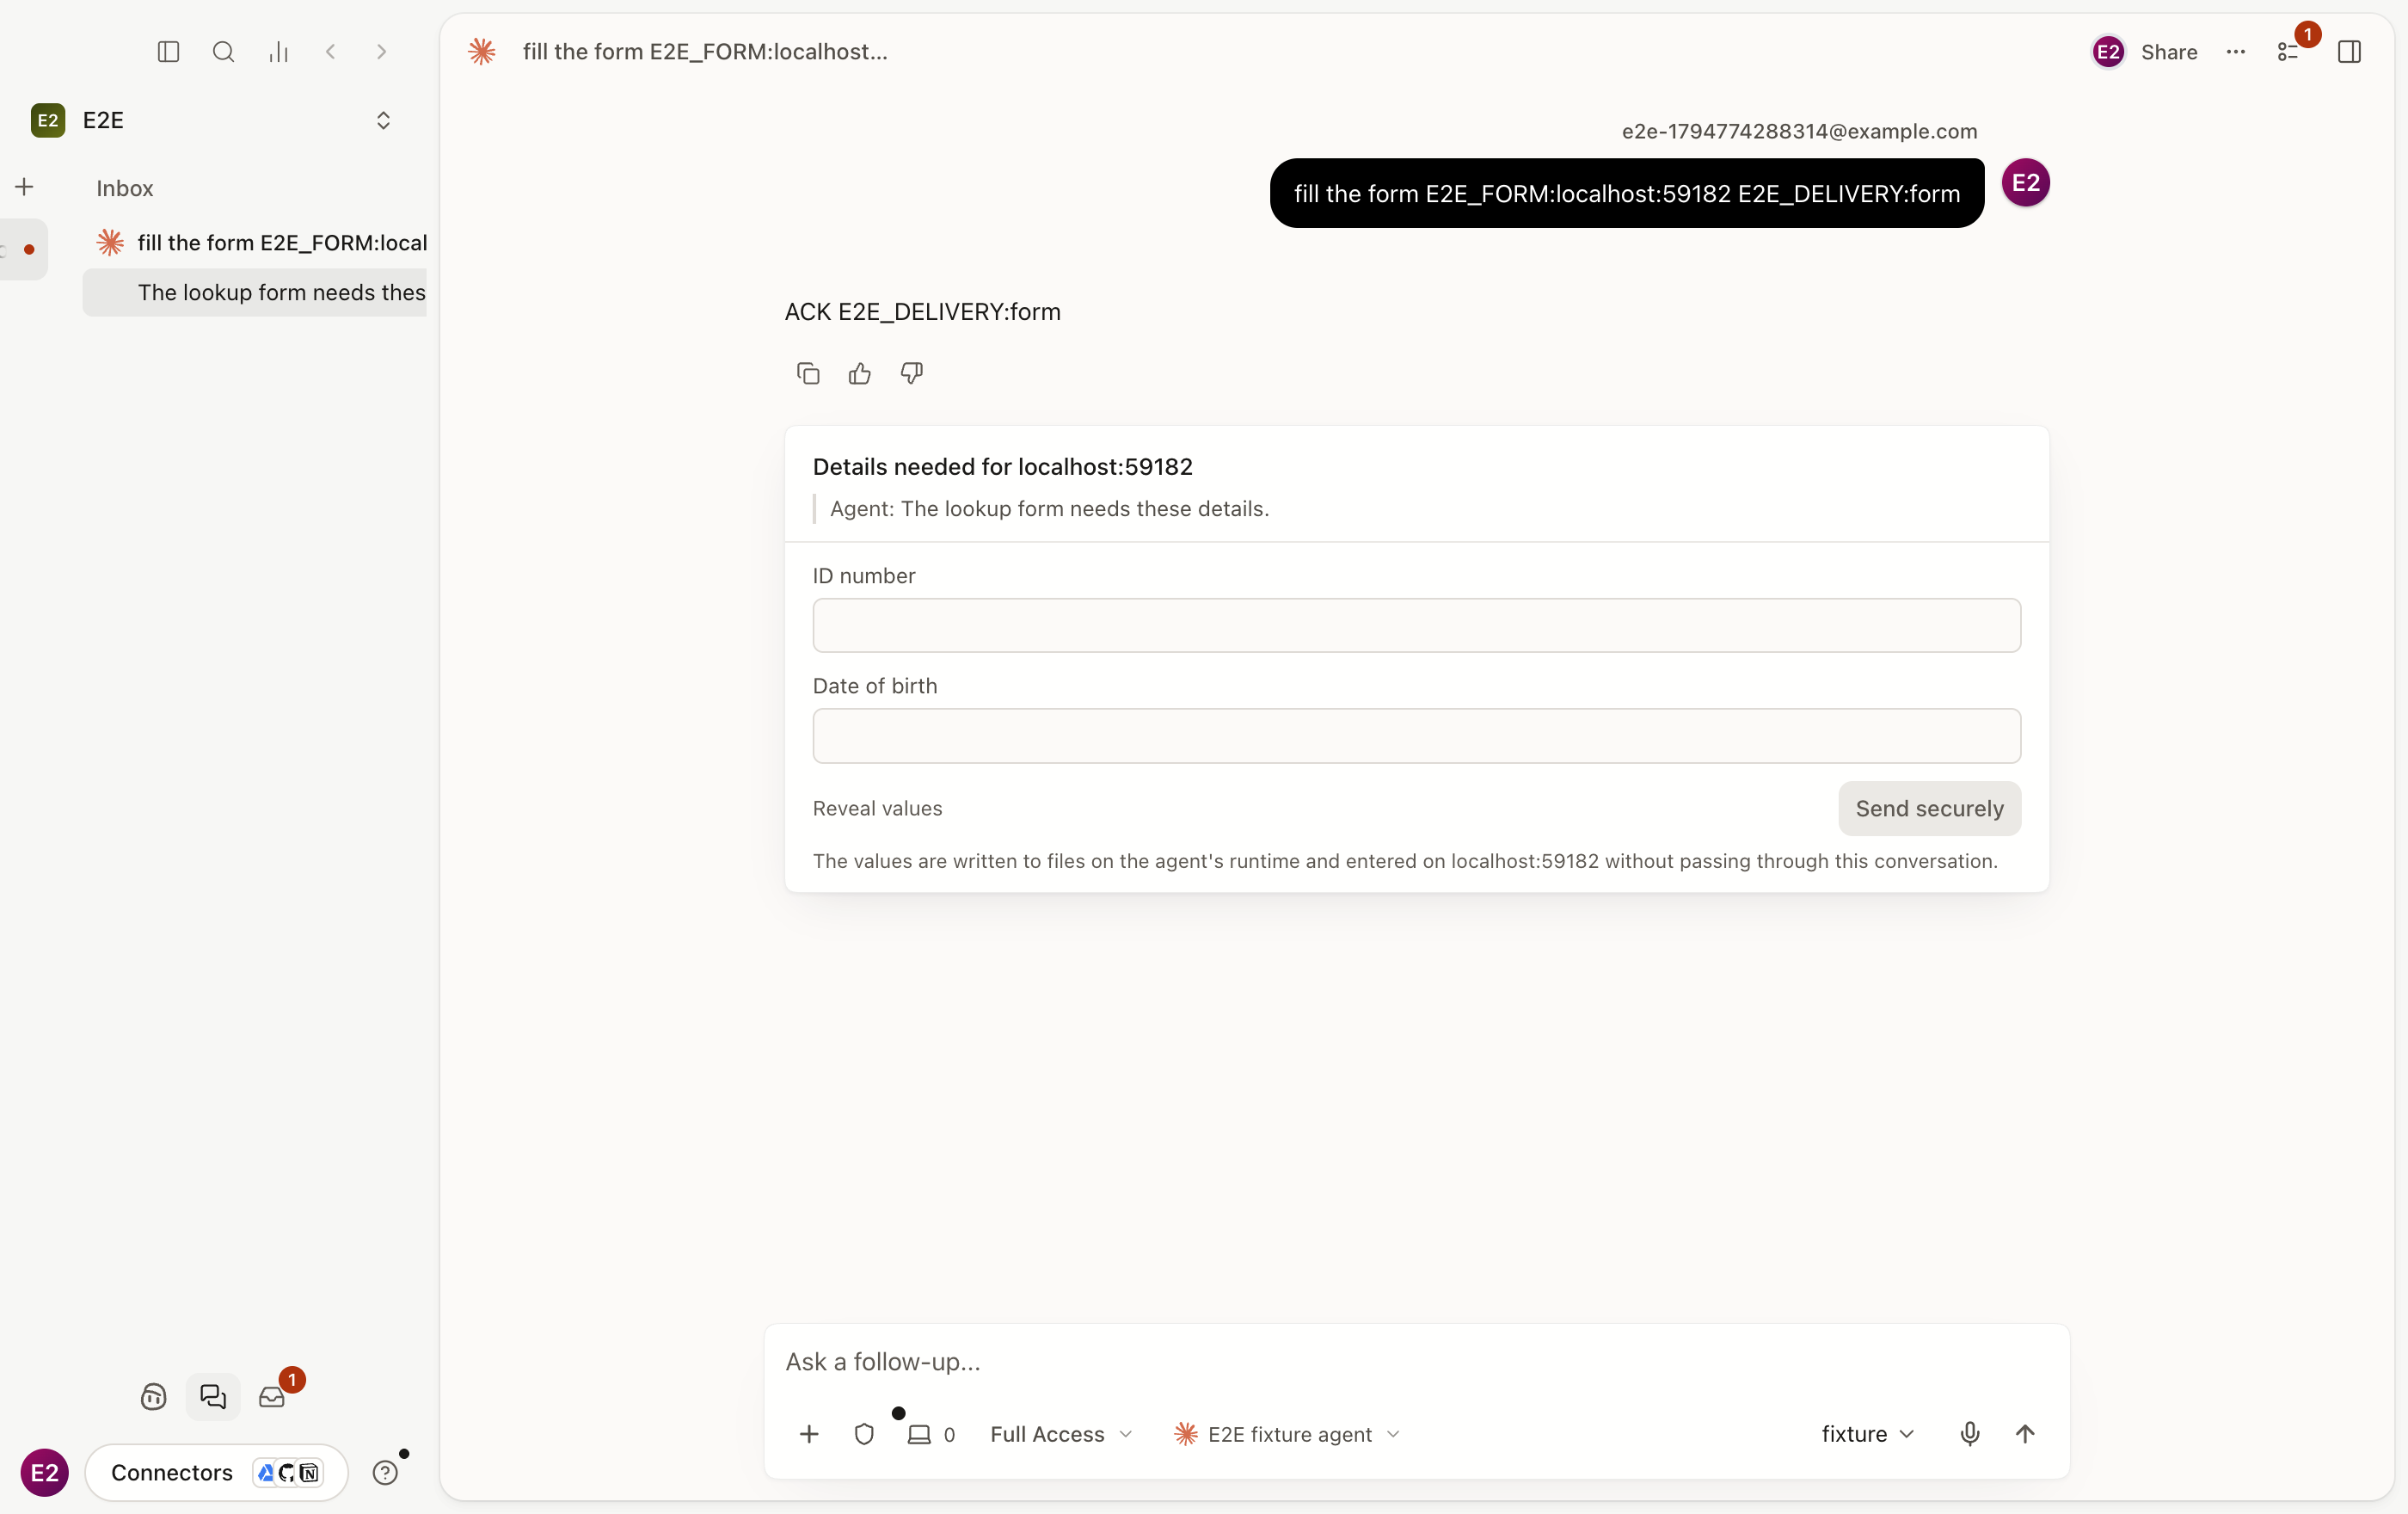 fill the form E2E_FORM:localhost...
E2 Share
1
E2 E2E
Inbox
fill the form E2E_FORM:local
The lookup form needs thes
e2e-1794774288314@example.com
fill the form E2E_FORM:localhost:59182 E2E_DELIVERY:form
E2
ACK E2E_DELIVERY:form
Details needed for localhost:59182
Agent: The lookup form needs these details.
ID number
Date of birth
Reveal values
Send securely
The values are written to files on the agent's runtime and entered on localhost:59182 without passing through this conversation.
Ask a follow-up...
0 Full Access E2E fixture agent fixture
1
E2 Connectors